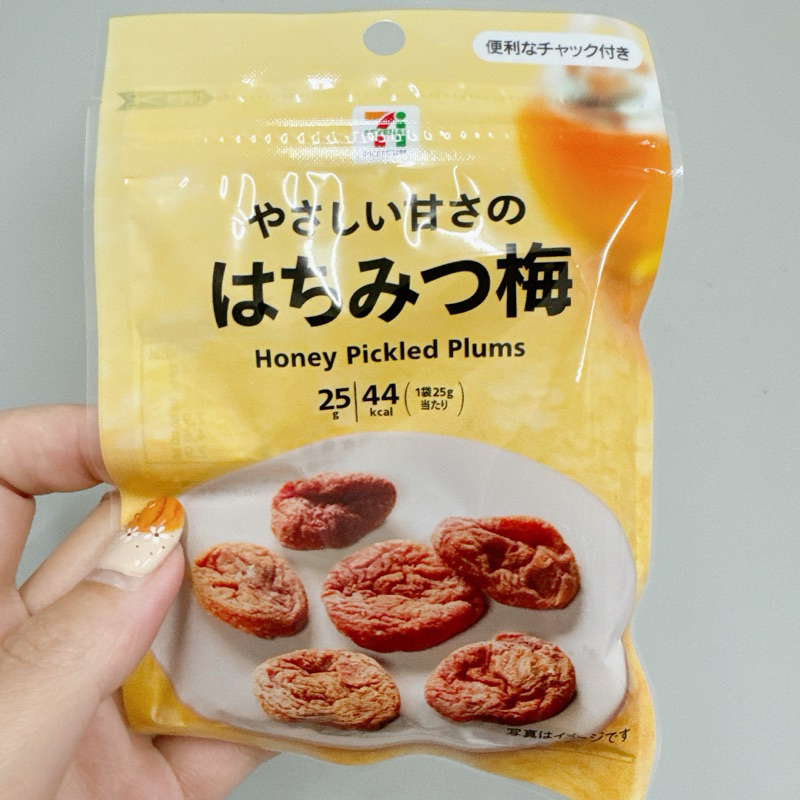 便利なチャック付き
やさしい甘さの
はちみつ梅
Honey Pickled Plums
25g 44kcal (1袋25g当たり)
写真はイメージです